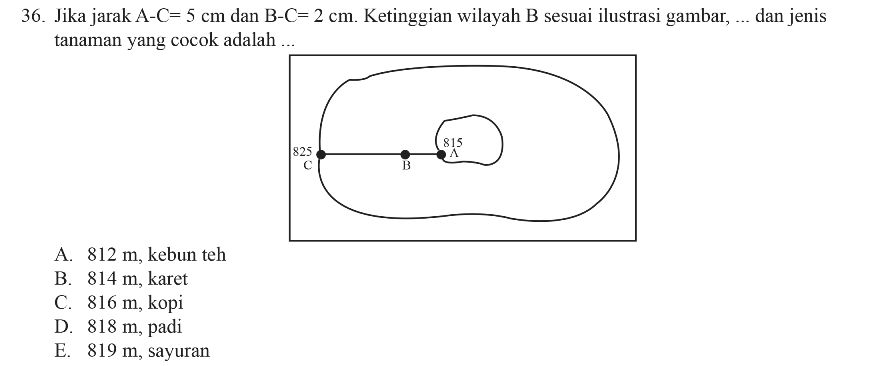 36. Jika jarak A-C= 5 cm dan B-C= 2 cm. Ketinggian wilayah B sesuai ilustrasi gambar, ... dan jenis
tanaman yang cocok adalah ...
815
825
A
C
B
A. 812 m, kebun teh
B. 814 m, karet
C. 816 m, kopi
D. 818 m, padi
E. 819 m, sayuran